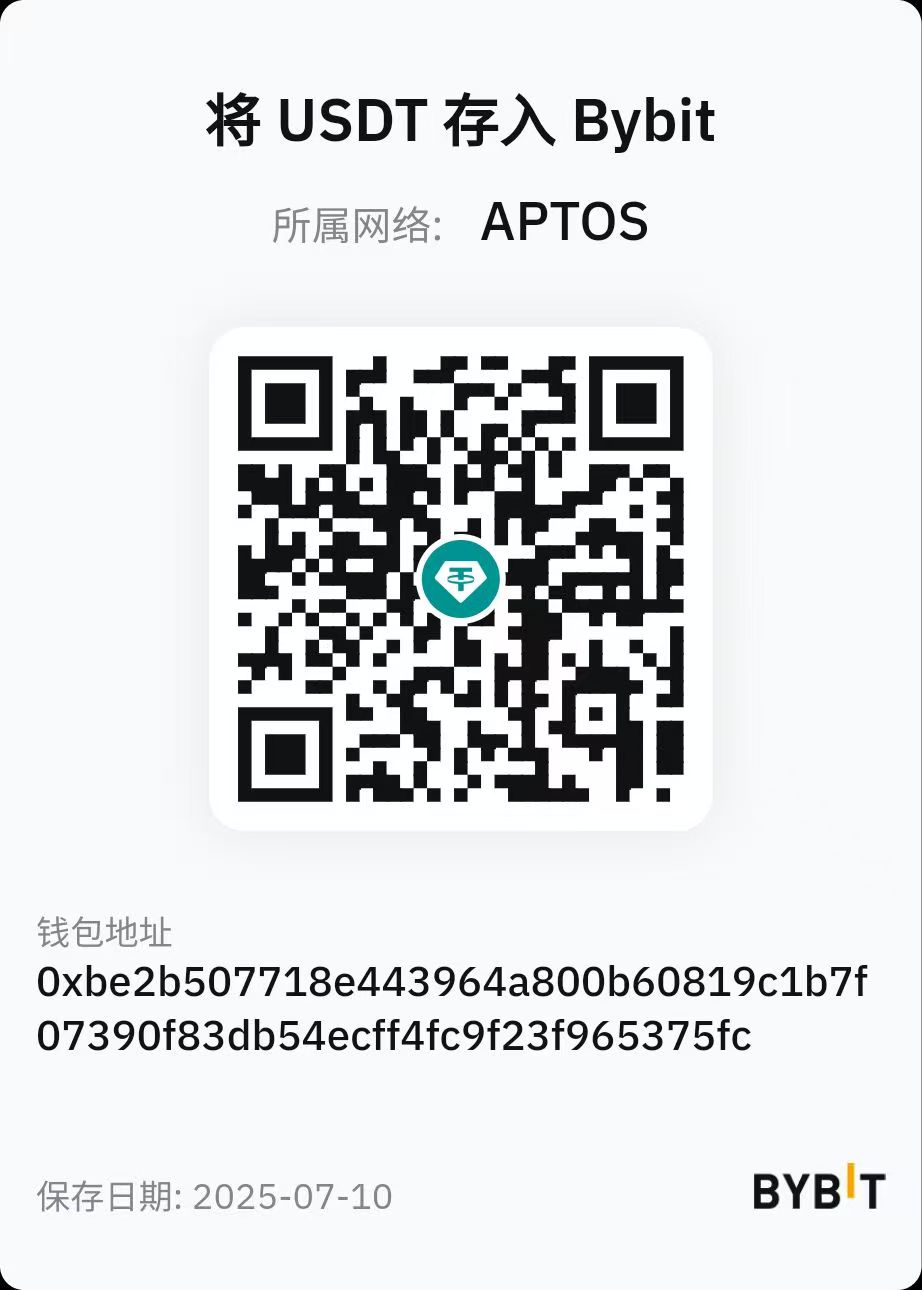 将 USDT 存入 Bybit
所属网络: APTOS
钱包地址
0xbe2b507718e443964a800b60819c1b7f
07390f83db54ecff4fc9f23f965375fc
保存日期: 2025-07-10
BYBIT